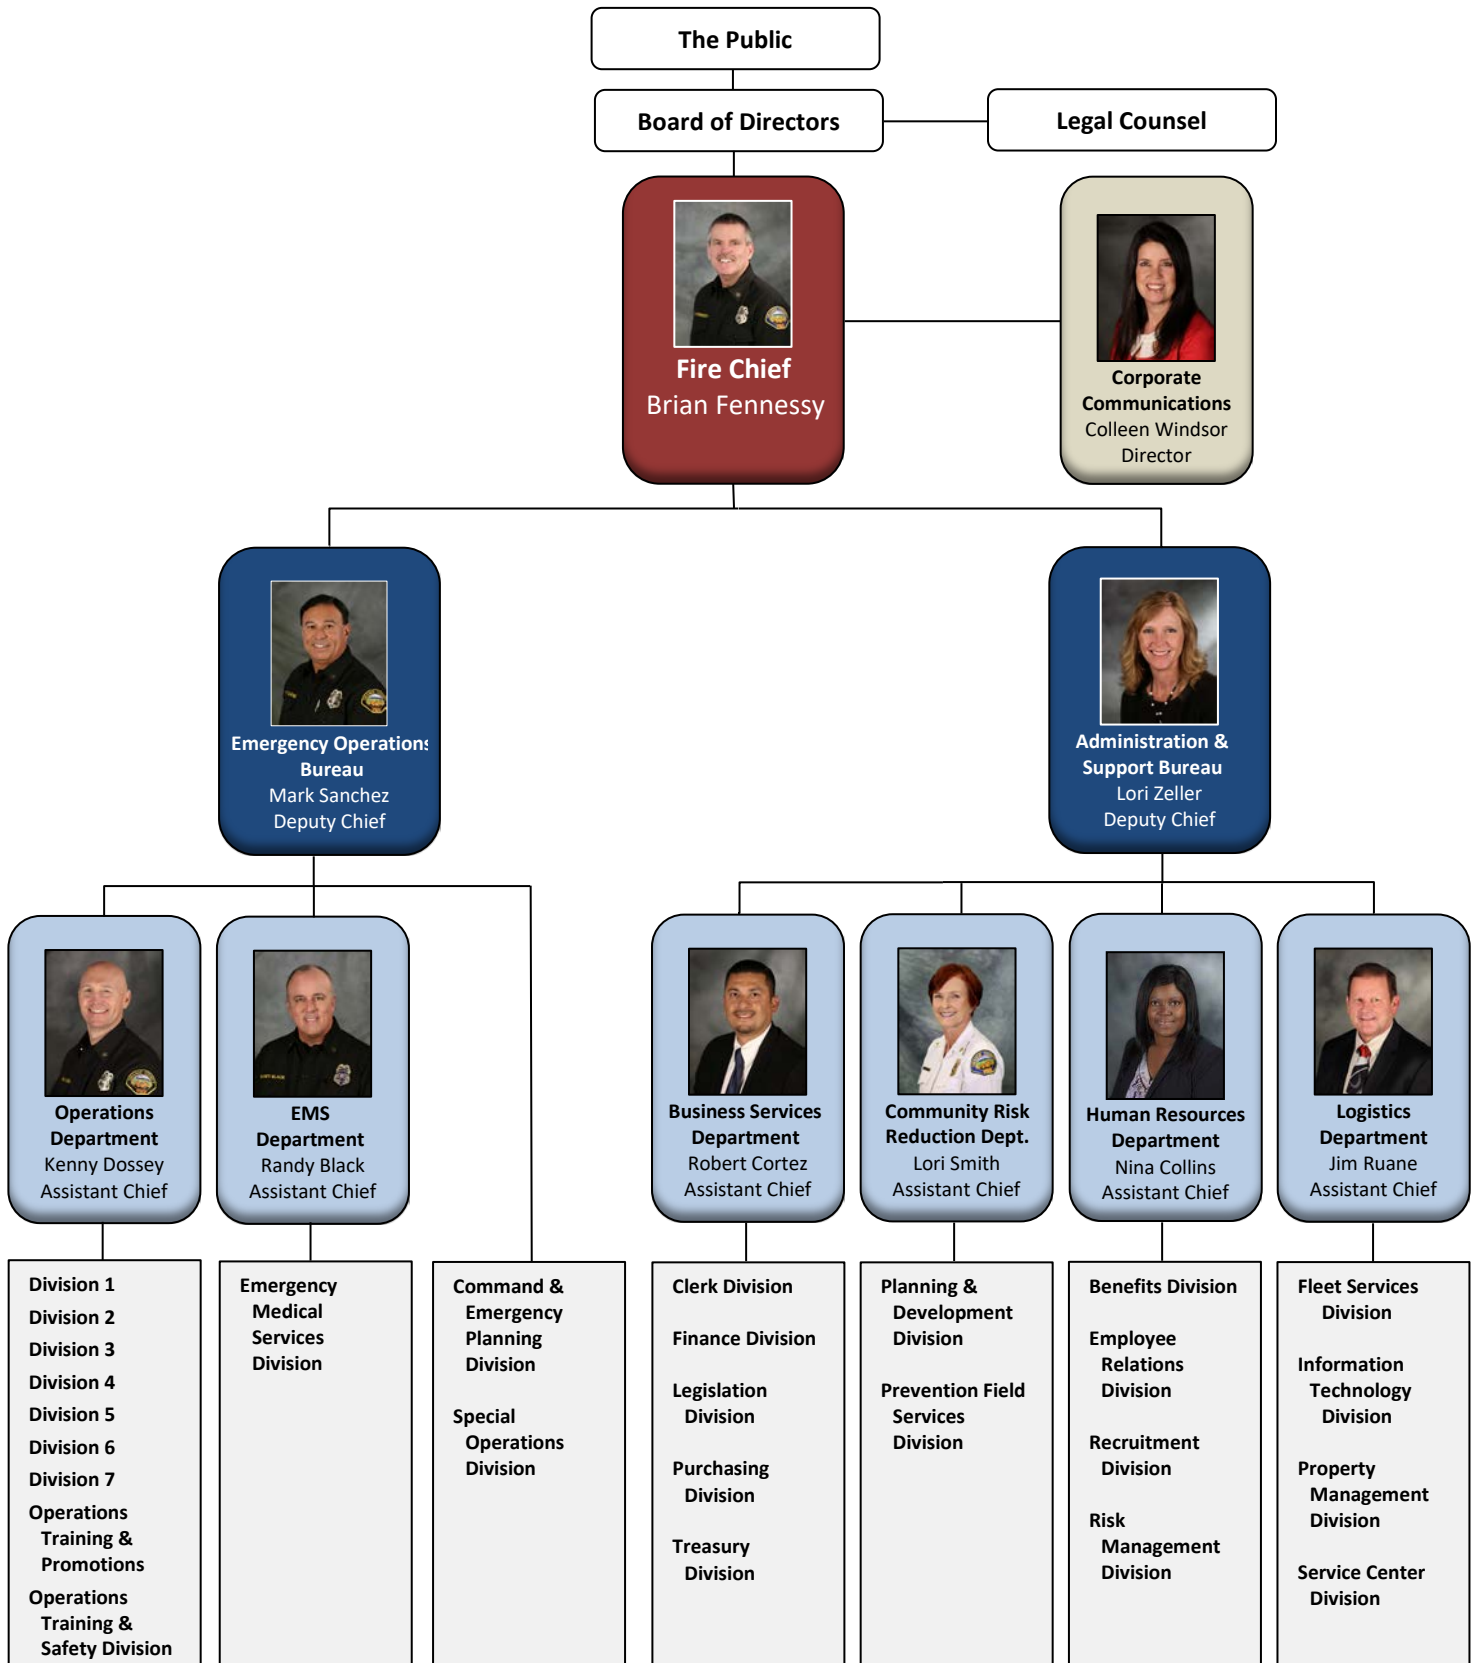 The Public
Board of Directors
Legal Counsel
Fire Chief
Brian Fennessy
Corporate
Communications
Colleen Windsor
Director
Emergency Operations
Bureau
Mark Sanchez
Deputy Chief
Administration &
Support Bureau
Lori Zeller
Deputy Chief
Operations
Department
Kenny Dossey
Assistant Chief
EMS
Department
Randy Black
Assistant Chief
Business Services
Department
Robert Cortez
Assistant Chief
Community Risk
Reduction Dept.
Lori Smith
Assistant Chief
Human Resources
Department
Nina Collins
Assistant Chief
Logistics
Department
Jim Ruane
Assistant Chief
Division 1
Division 2
Division 3
Division 4
Division 5
Division 6
Division 7
Operations
Training &
Promotions
Operations
Training &
Safety Division
Emergency
Medical
Services
Division
Command &
Emergency
Planning
Division
Special
Operations
Division
Clerk Division
Finance Division
Legislation
Division
Purchasing
Division
Treasury
Division
Planning &
Development
Division
Prevention Field
Services
Division
Benefits Division
Employee
Relations
Division
Recruitment
Division
Risk
Management
Division
Fleet Services
Division
Information
Technology
Division
Property
Management
Division
Service Center
Division